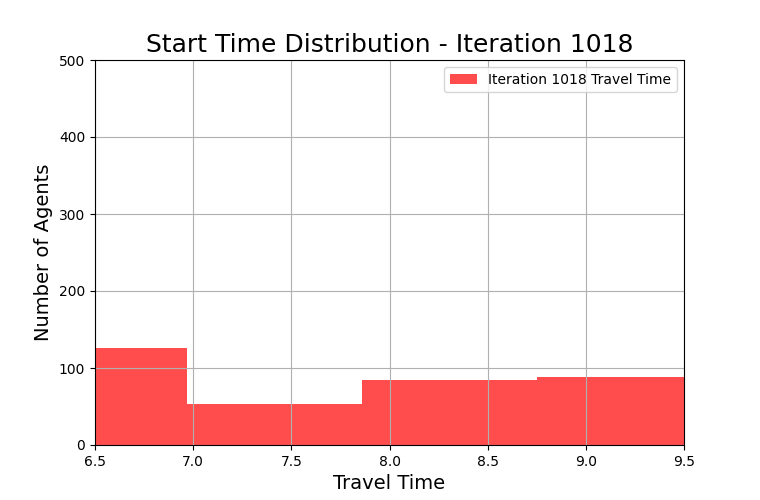 Start Time Distribution - Iteration 1018
Iteration 1018 Travel Time
Number of Agents
500
400
300
200
100
0
6.5 7.0 7.5 8.0 8.5 9.0 9.5
Travel Time